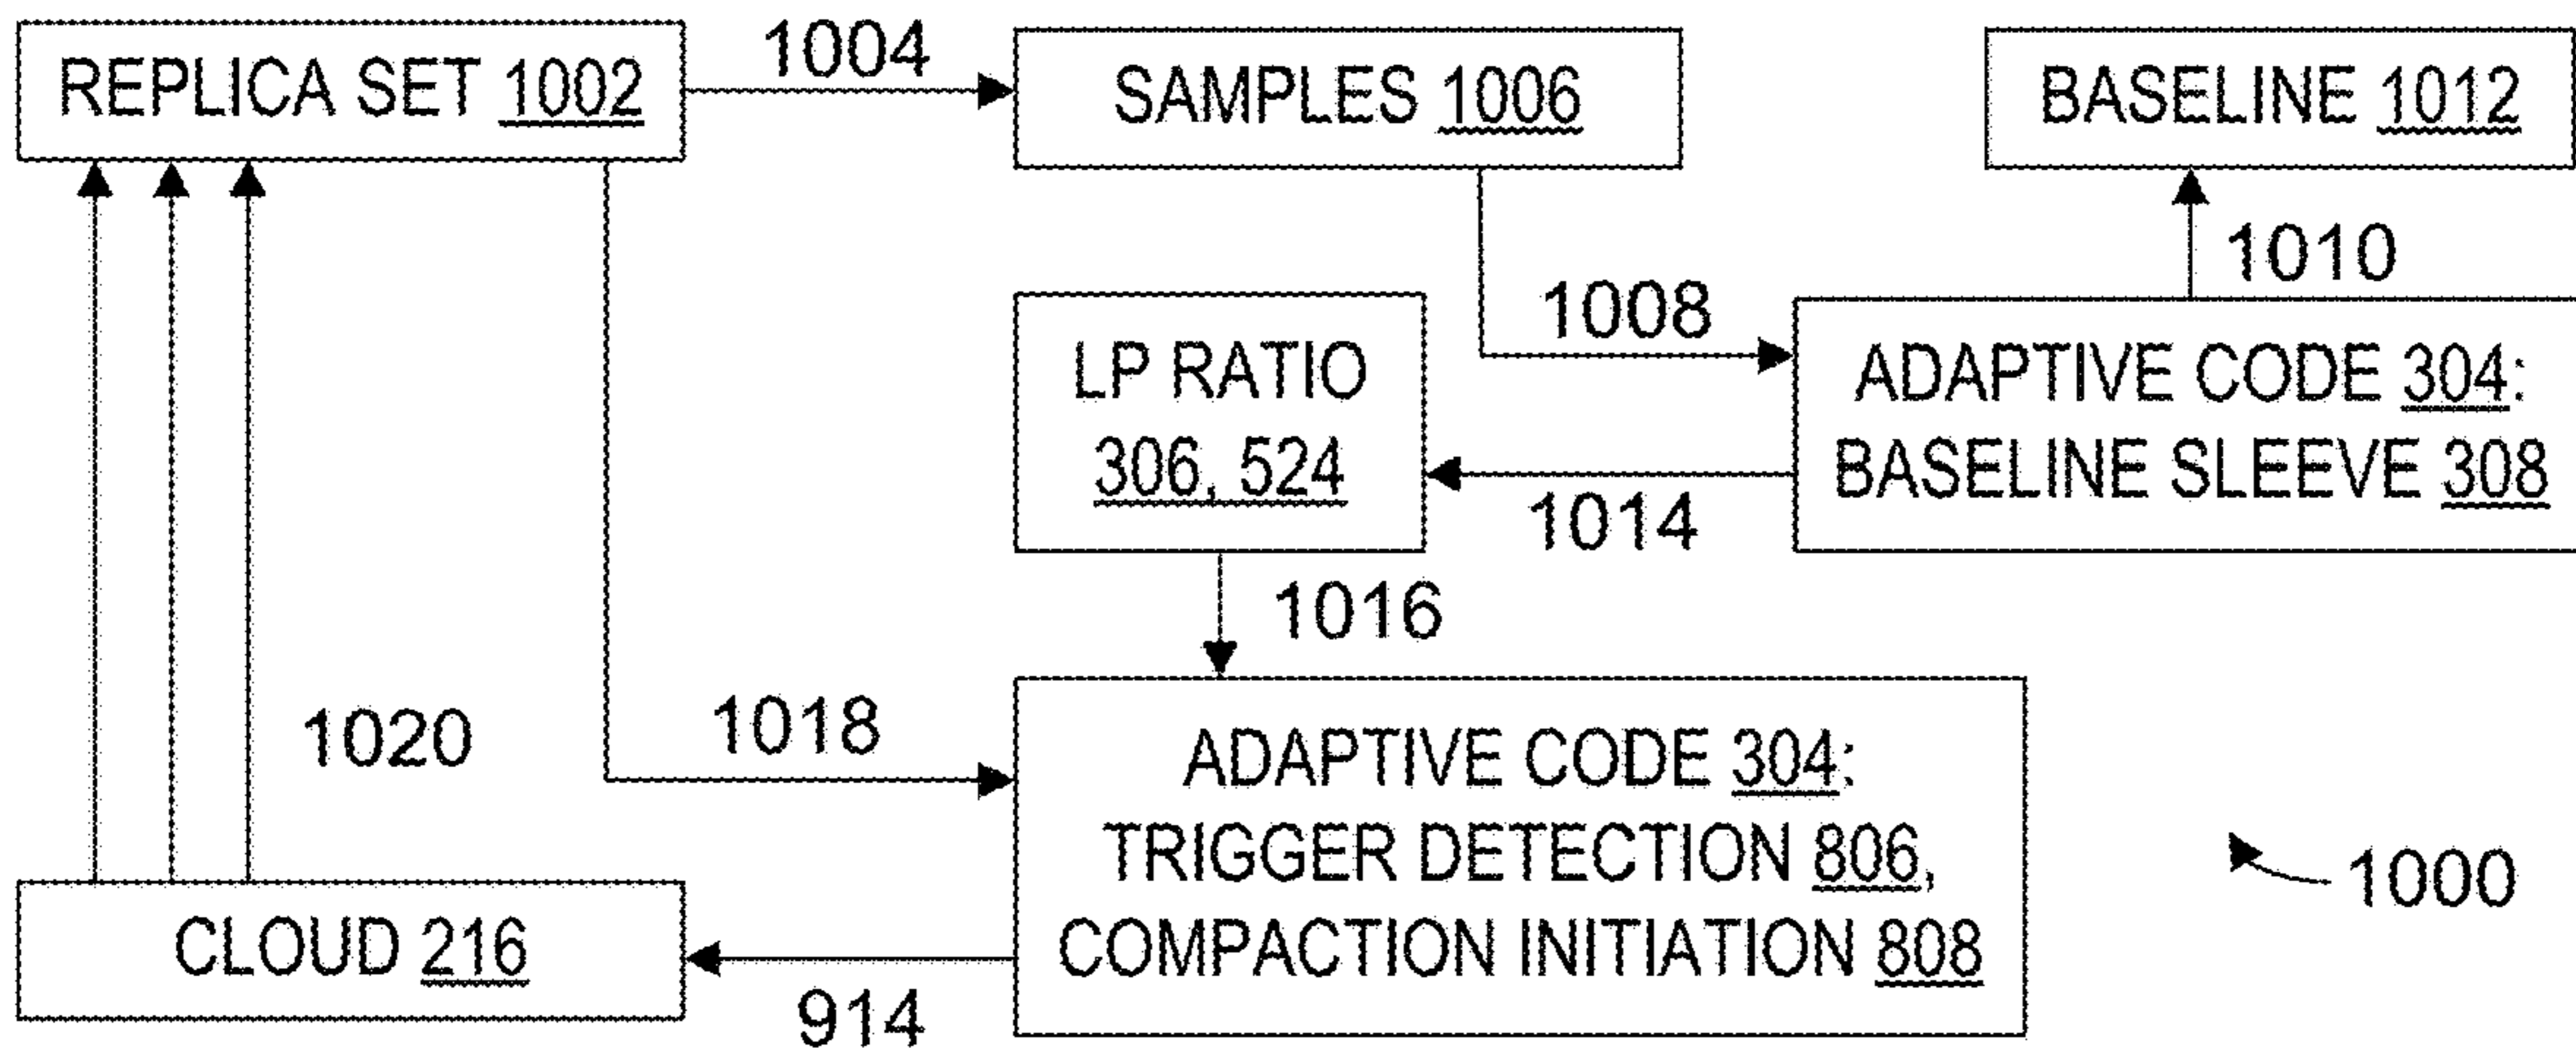 REPLICA SET 1002
1004
SAMPLES 1006
BASELINE 1012
1010
1008
LP RATIO
306, 524
ADAPTIVE CODE 304:
BASELINE SLEEVE 308
1014
1016
1018
1020
ADAPTIVE CODE 304:
TRIGGER DETECTION 806,
COMPACTION INITIATION 808
1000
CLOUD 216
914